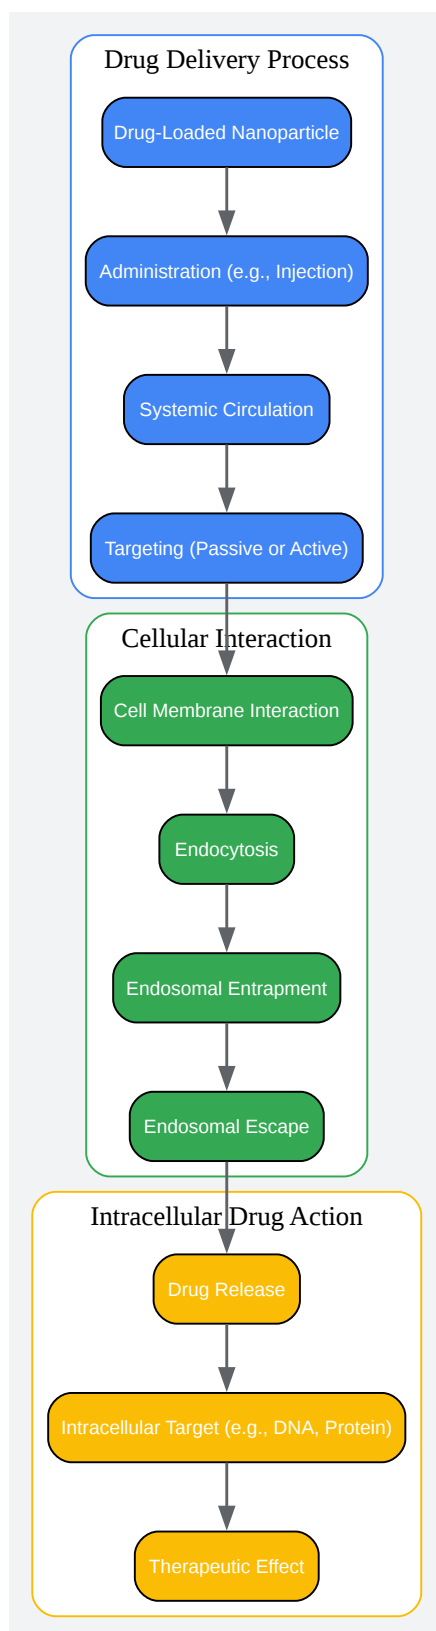 Drug Delivery Process
Drug-Loaded Nanoparticle
Administration (e.g., Injection)
Systemic Circulation
Targeting (Passive or Active)
Cellular Interaction
Cell Membrane Interaction
Endocytosis
Endosomal Entrapment
Endosomal Escape
Intracellular Drug Action
Drug Release
Intracellular Target (e.g., DNA, Protein)
Therapeutic Effect